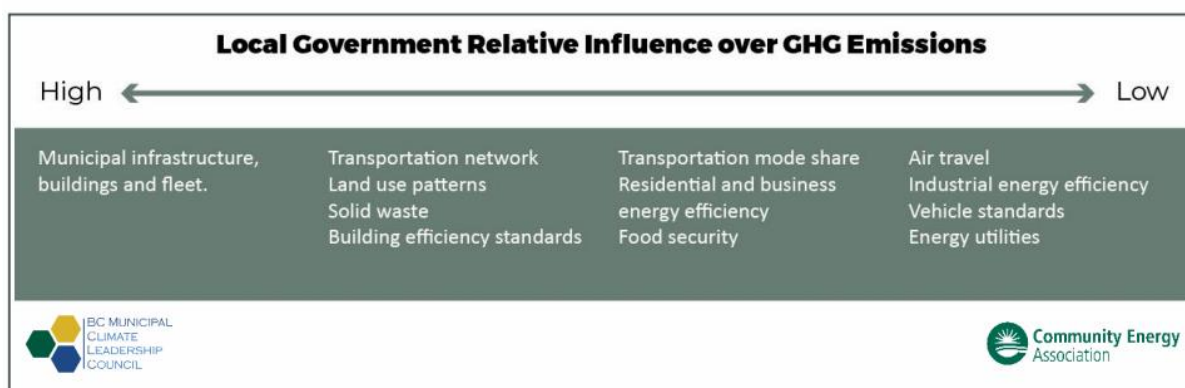 Local Government Relative Influence over GHG Emissions
High
Low
Municipal infrastructure,
buildings and fleet.
Transportation network
Land use patterns
Solid waste
Building efficiency standards
Transportation mode share
Residential and business
energy efficiency
Food security
Air travel
Industrial energy efficiency
Vehicle standards
Energy utilities
BC MUNICIPAL
CLIMATE
LEADERSHIP
COUNCIL
Community Energy
Association